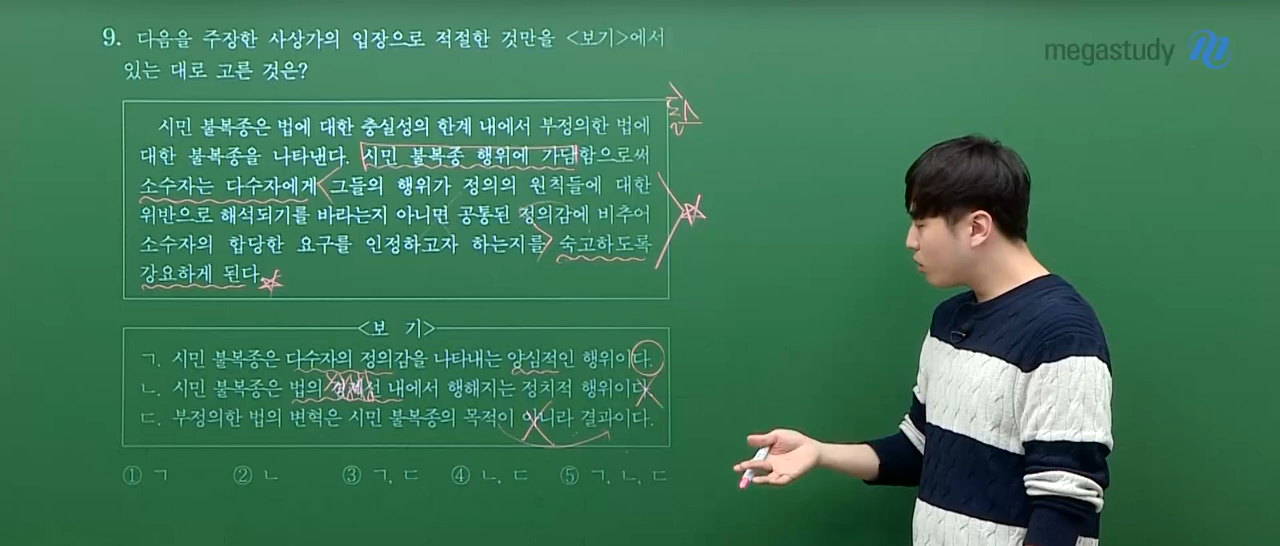 9. 다음을 주장한 사상가의 입장으로 적절한 것만을 <보기>에서
있는 대로 고른 것은?
megastudy
시민 불복종은 법에 대한 충실성의 한계 내에서 부정의한 법에
대한 불복종을 나타낸다. 시민 불복종 행위에 가담함으로써
소수자는 다수자에게 그들의 행위가 정의의 원칙들에 대한
위반으로 해석되기를 바라는지 아니면 공통된 정의감에 비추어
소수자의 합당한 요구를 인정하고자 하는지를 숙고하도록
강요하게 된다.
<보 기>
ㄱ. 시민 불복종은 다수자의 정의감을 나타내는 양심적인 행위이다.
ㄴ. 시민 불복종은 법의 경계선 내에서 행해지는 정치적 행위이다.
ㄷ. 부정의한 법의 변혁은 시민 불복종의 목적이 아니라 결과이다.
① ㄱ ② ㄴ ③ ㄱ, ㄷ ④ ㄴ, ㄷ ⑤ ㄱ, ㄴ, ㄷ